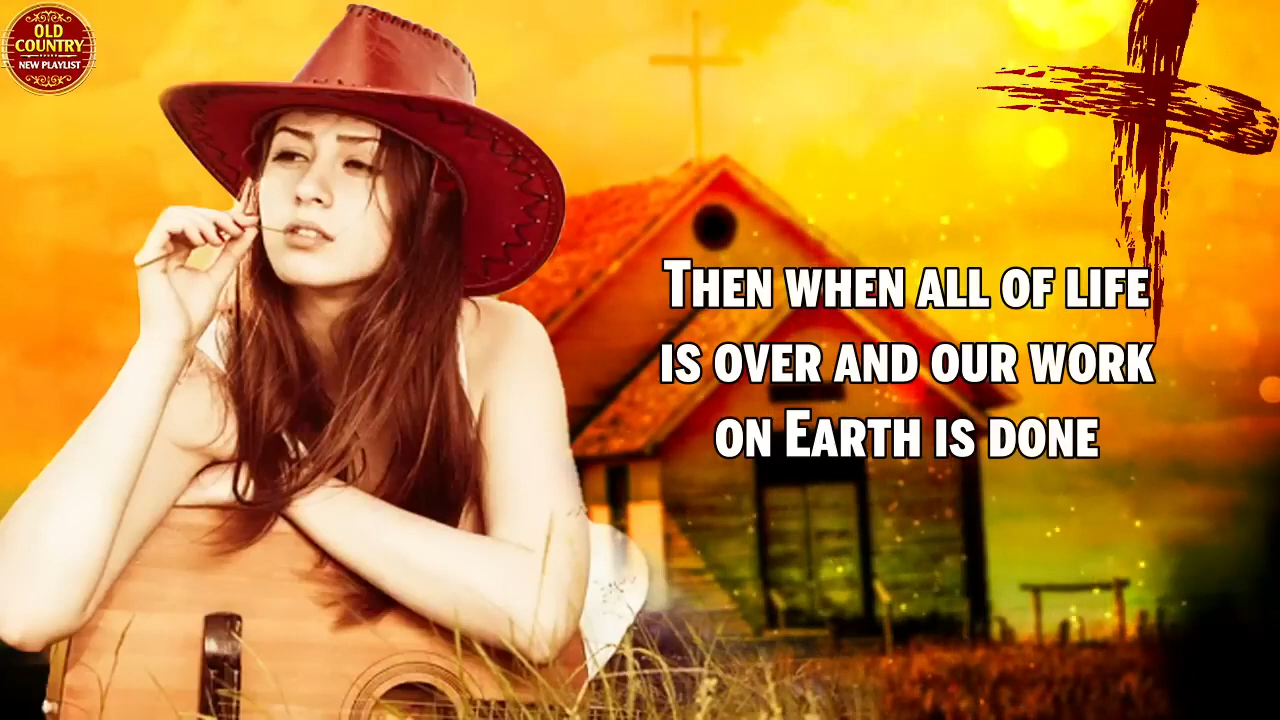 OLD
COUNTRY
NEW PLAYLIST
THEN WHEN ALL OF LIFE
IS OVER AND OUR WORK
ON EARTH IS DONE